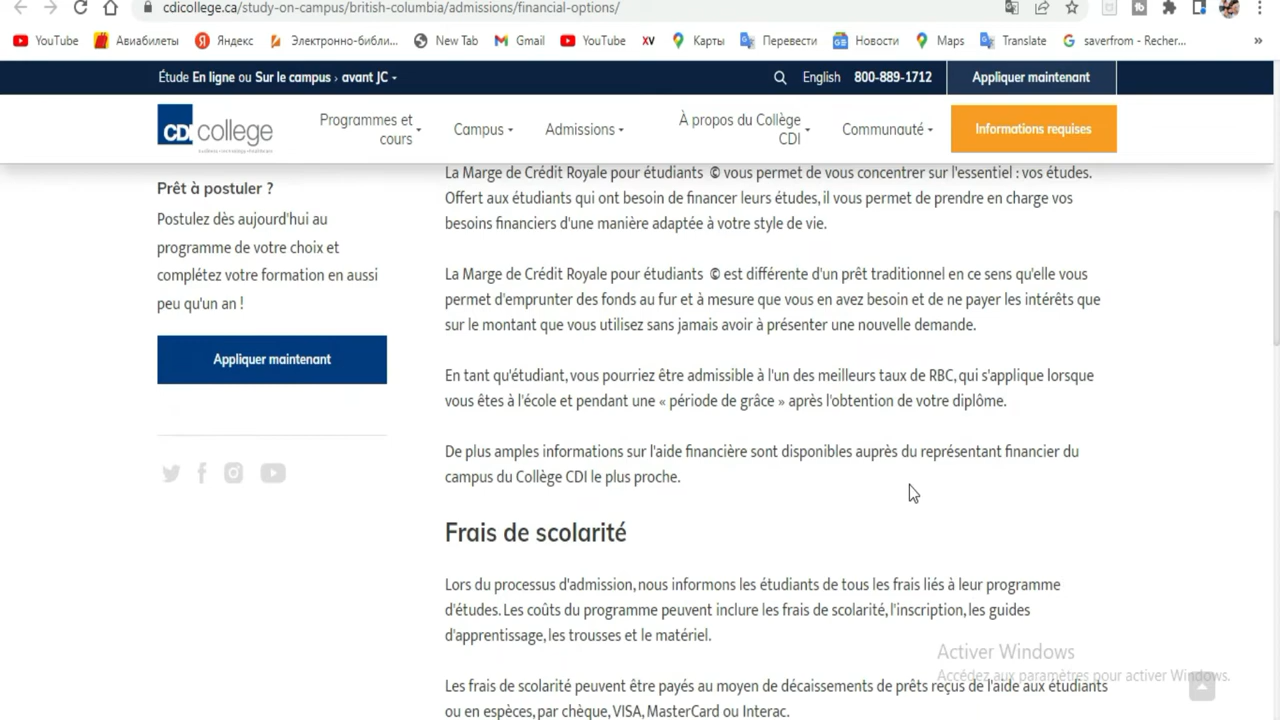 cdicollege.ca/study-on-campus/british-columbia/admissions/financial-options/
YouTube Авиабилеты Яндекс Электронно-библи... New Tab Gmail YouTube XV Карты Перевести Новости Maps Translate saverfrom - Recher... »
Étude En ligne ou Sur le campus › avant JC English 800-889-1712 Appliquer maintenant
CDI college
Programmes et cours
Campus
Admissions
À propos du Collège CDI
Communauté
Informations requises
Prêt à postuler ?
Postulez dès aujourd'hui au
programme de votre choix et
complétez votre formation en aussi
peu qu'un an !
Appliquer maintenant
La Marge de Crédit Royale pour étudiants © vous permet de vous concentrer sur l'essentiel : vos études.
Offert aux étudiants qui ont besoin de financer leurs études, il vous permet de prendre en charge vos
besoins financiers d'une manière adaptée à votre style de vie.
La Marge de Crédit Royale pour étudiants © est différente d'un prêt traditionnel en ce sens qu'elle vous
permet d'emprunter des fonds au fur et à mesure que vous en avez besoin et de ne payer les intérêts que
sur le montant que vous utilisez sans jamais avoir à présenter une nouvelle demande.
En tant qu'étudiant, vous pourriez être admissible à l'un des meilleurs taux de RBC, qui s'applique lorsque
vous êtes à l'école et pendant une « période de grâce » après l'obtention de votre diplôme.
De plus amples informations sur l'aide financière sont disponibles auprès du représentant financier du
campus du Collège CDI le plus proche.
Frais de scolarité
Lors du processus d'admission, nous informons les étudiants de tous les frais liés à leur programme
d'études. Les coûts du programme peuvent inclure les frais de scolarité, l'inscription, les guides
d'apprentissage, les trousses et le matériel.
Les frais de scolarité peuvent être payés au moyen de décaissements de prêts reçus de l'aide aux étudiants
ou en espèces, par chèque, VISA, MasterCard ou Interac.
Activer Windows
Accédez aux paramètres pour activer Windows.